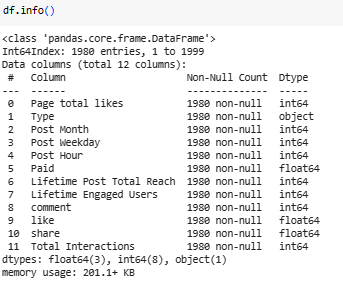 df.info()
<class 'pandas.core.frame.DataFrame'>
Int64Index: 1980 entries, 1 to 1999
Data columns (total 12 columns):
 #   Column                     Non-Null Count  Dtype
---  ------                     --------------  -----
 0   Page total likes           1980 non-null   int64
 1   Type                       1980 non-null   object
 2   Post Month                 1980 non-null   int64
 3   Post Weekday               1980 non-null   int64
 4   Post Hour                  1980 non-null   int64
 5   Paid                       1980 non-null   float64
 6   Lifetime Post Total Reach  1980 non-null   int64
 7   Lifetime Engaged Users     1980 non-null   int64
 8   comment                    1980 non-null   int64
 9   like                       1980 non-null   float64
 10  share                      1980 non-null   float64
 11  Total Interactions         1980 non-null   int64
dtypes: float64(3), int64(8), object(1)
memory usage: 201.1+ KB